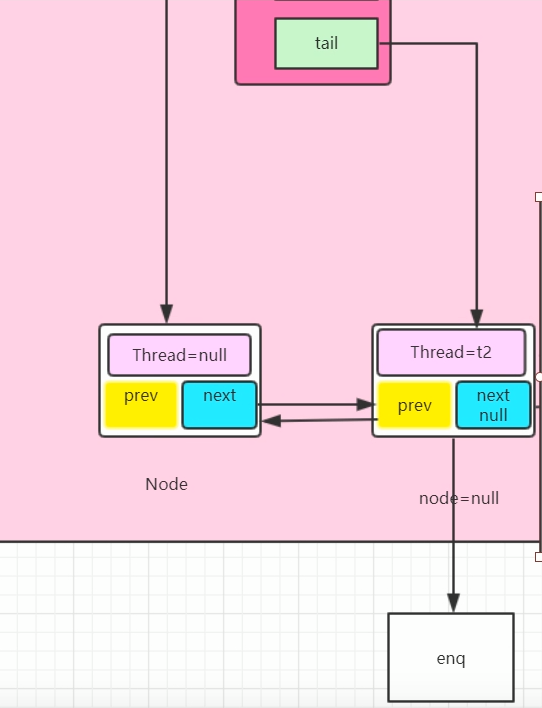 tail
Thread=null
prev
next
Thread=t2
prev
next
null
Node
node=null
enq